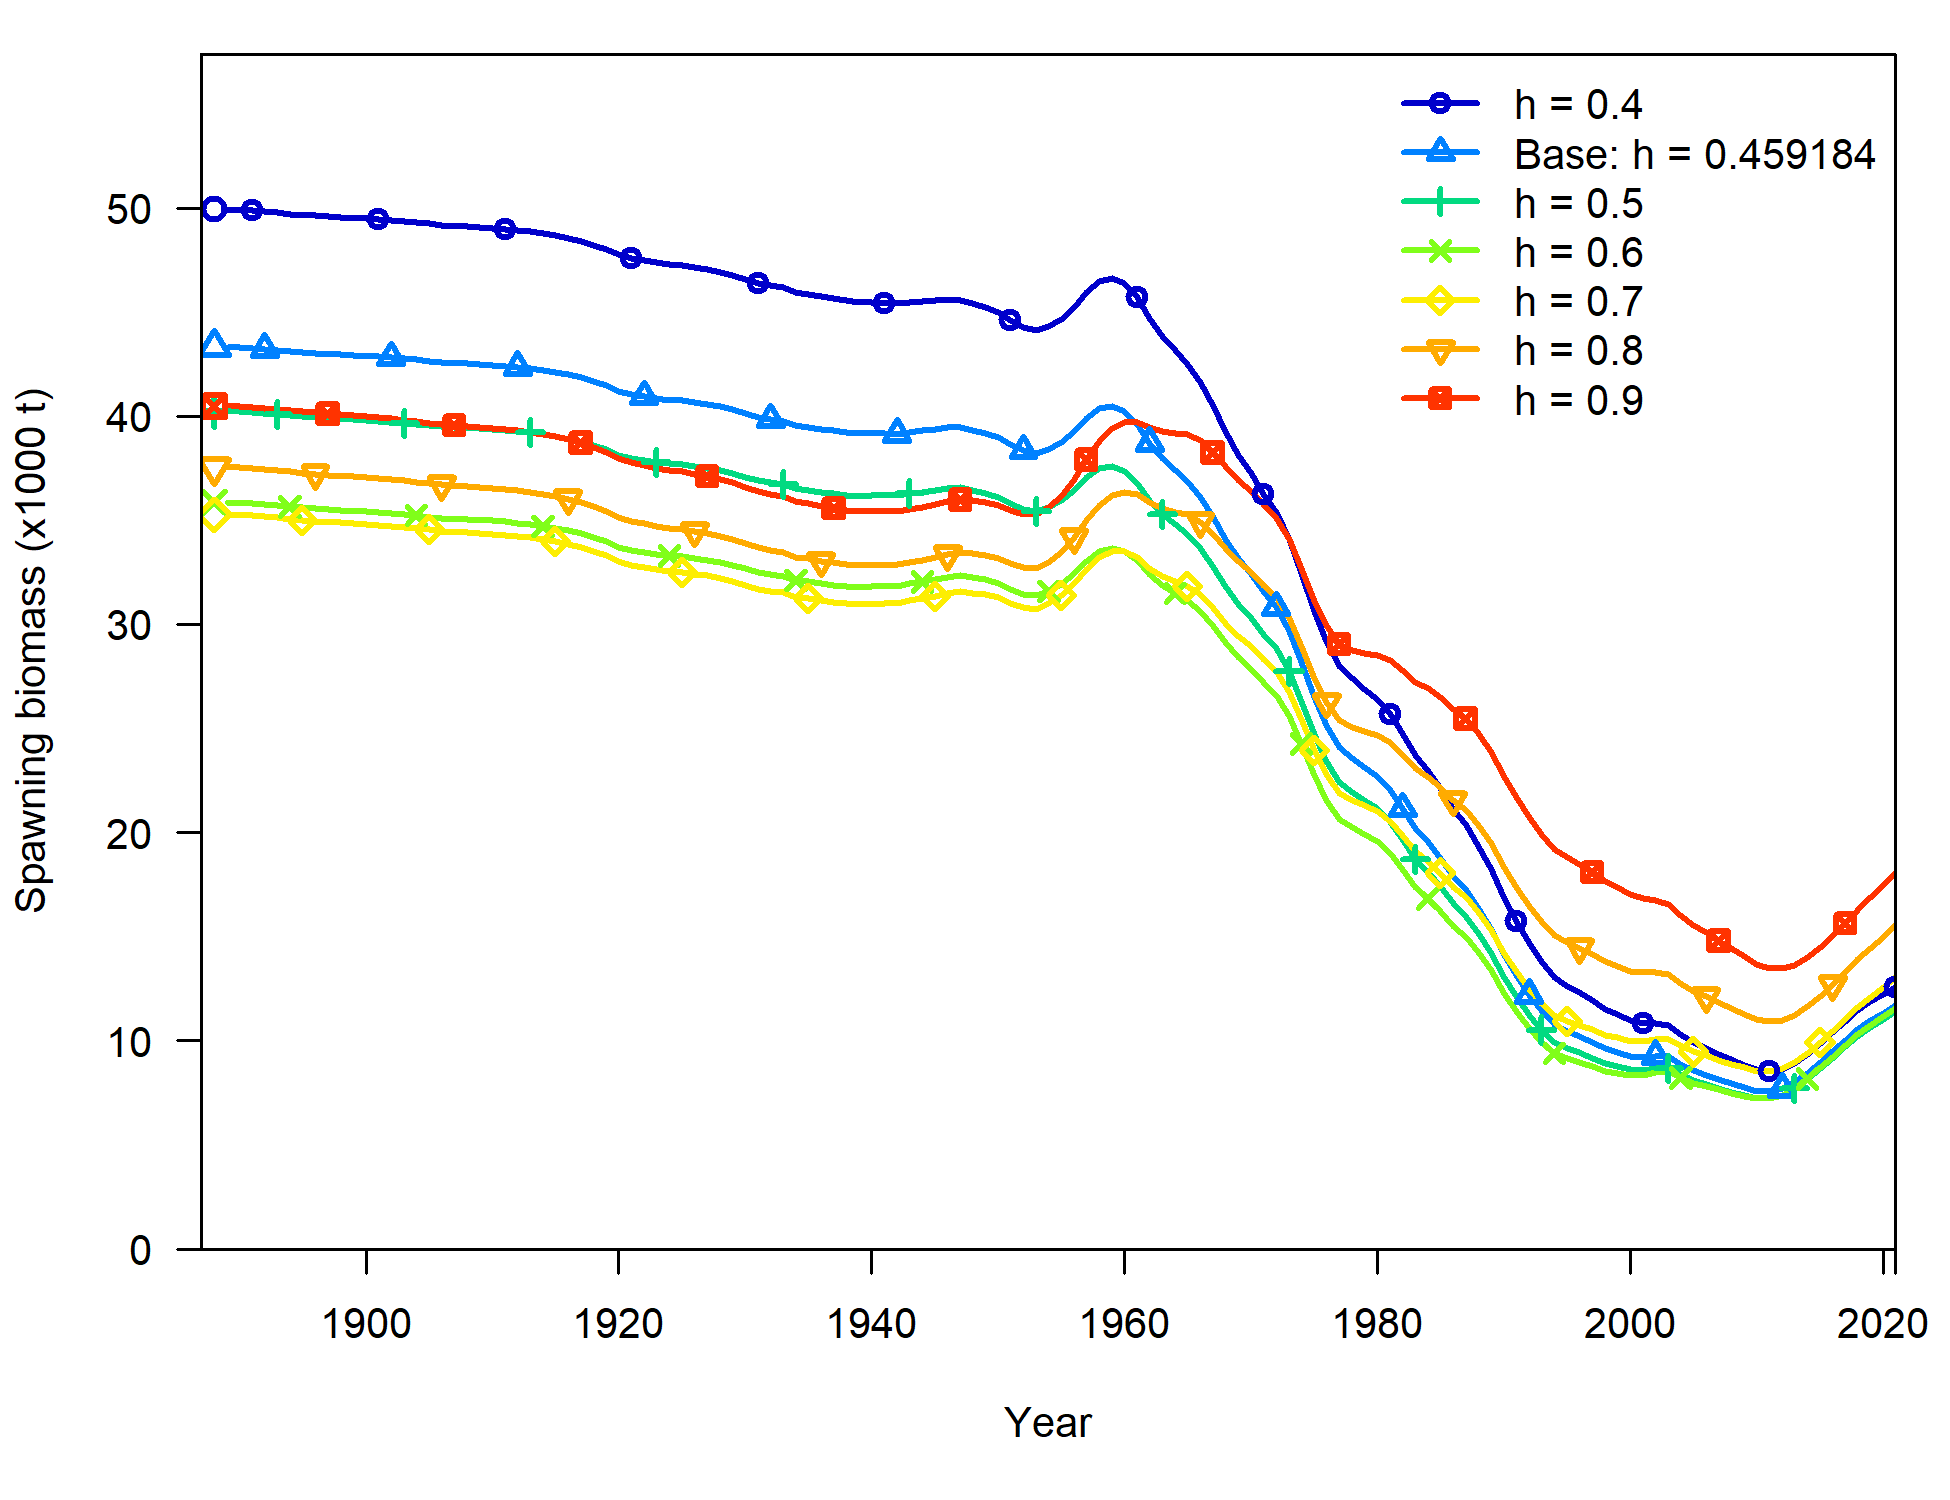 h = 0.4
Base: h = 0.459184
h = 0.5
h = 0.6
h = 0.7
h = 0.8
h = 0.9
Spawning biomass (x1000 t)
50
40
30
20
10
0
1900 1920 1940 1960 1980 2000 2020
Year